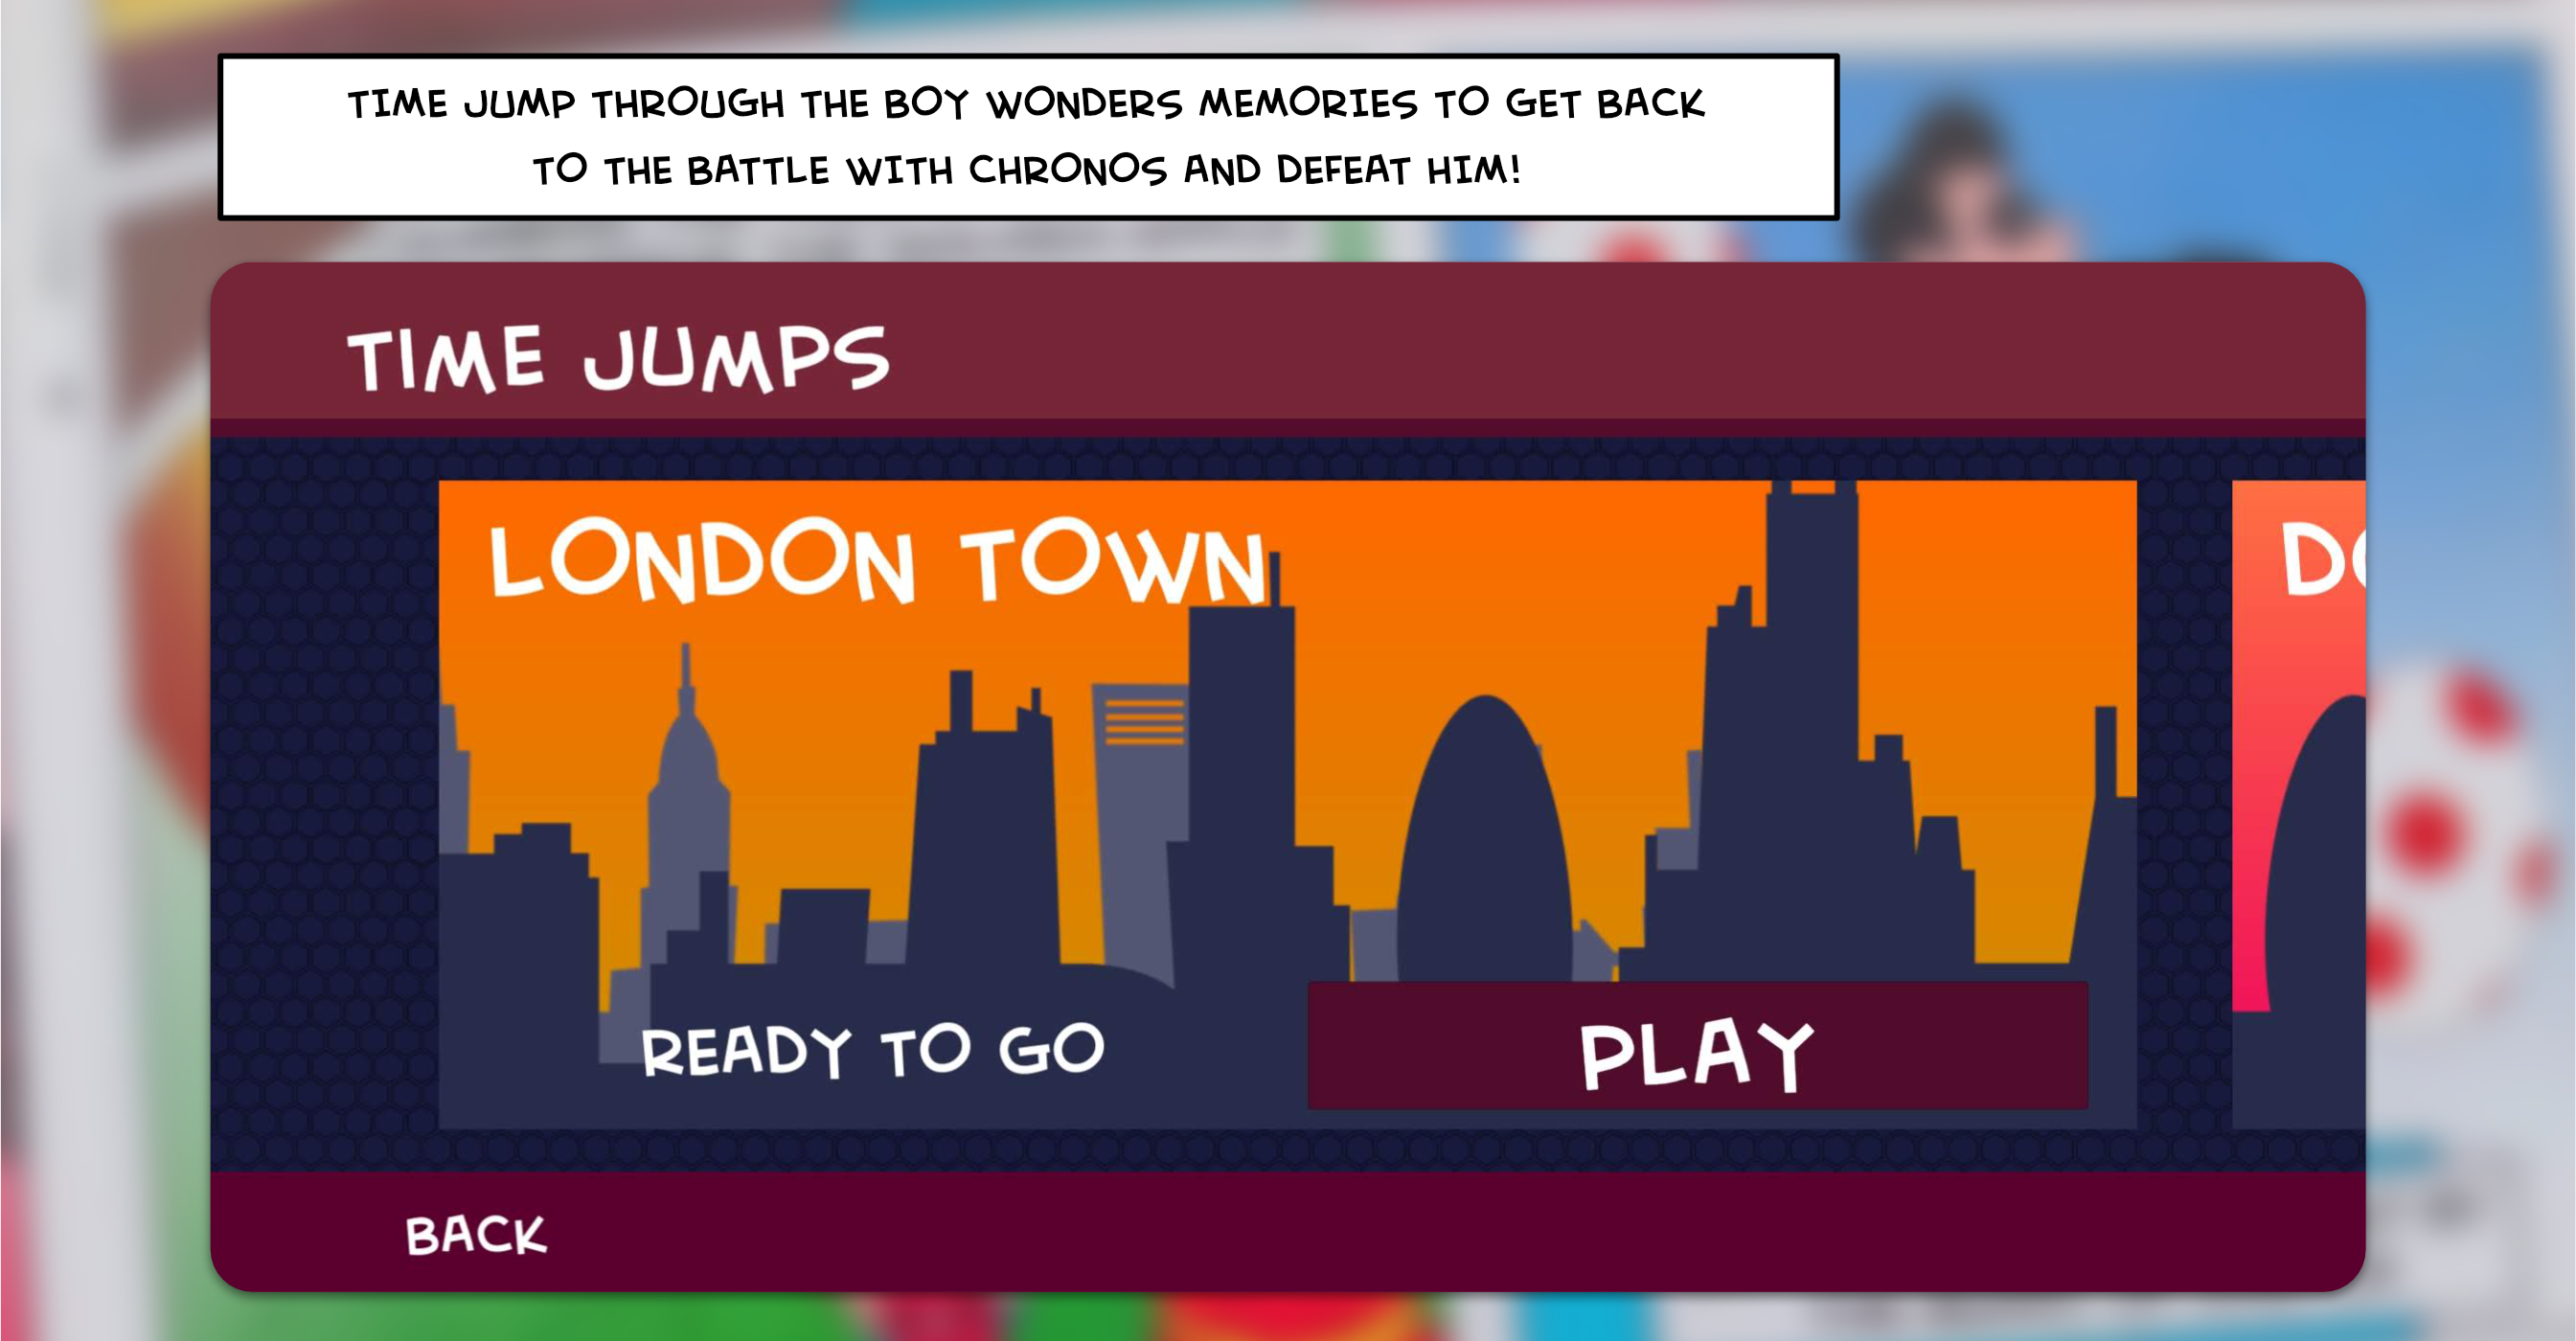 TIME JUMP THROUGH THE BOY WONDERS MEMORIES TO GET BACK
TO THE BATTLE WITH CHRONOS AND DEFEAT HIM!
TIME JUMPS
LONDON TOWN
READY TO GO
PLAY
BACK